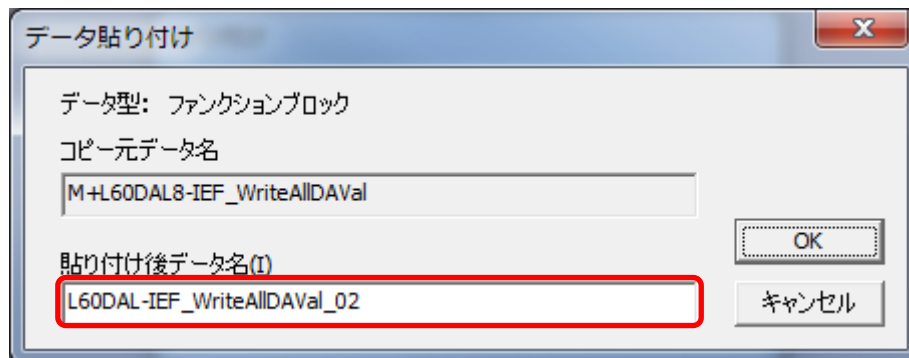 データ貼り付け
データ型: ファンクションブロック
コピー元データ名
M+L60DAL8-IEF_WriteAllDAVal
貼り付け後データ名(I)
L60DAL-IEF_WriteAllDAVal_02
OK
キャンセル